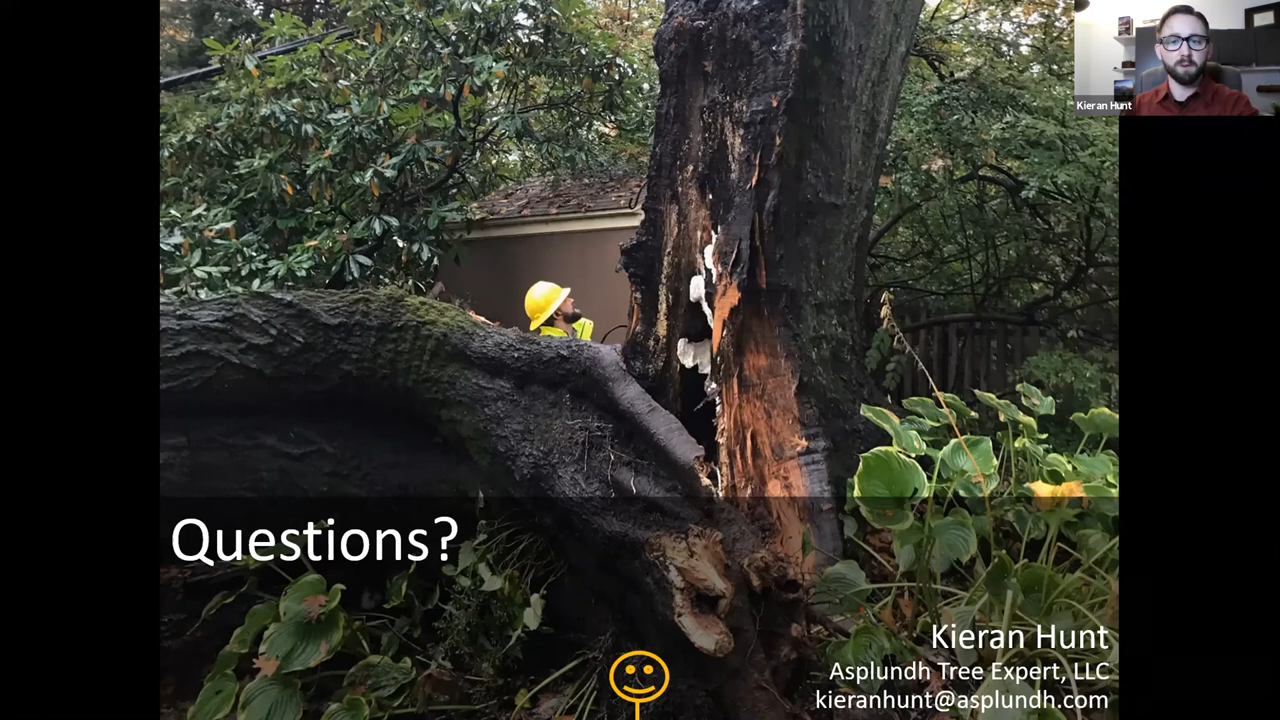 Kieran Hunt
Questions?
Kieran Hunt
Asplundh Tree Expert, LLC
kieranhunt@asplundh.com